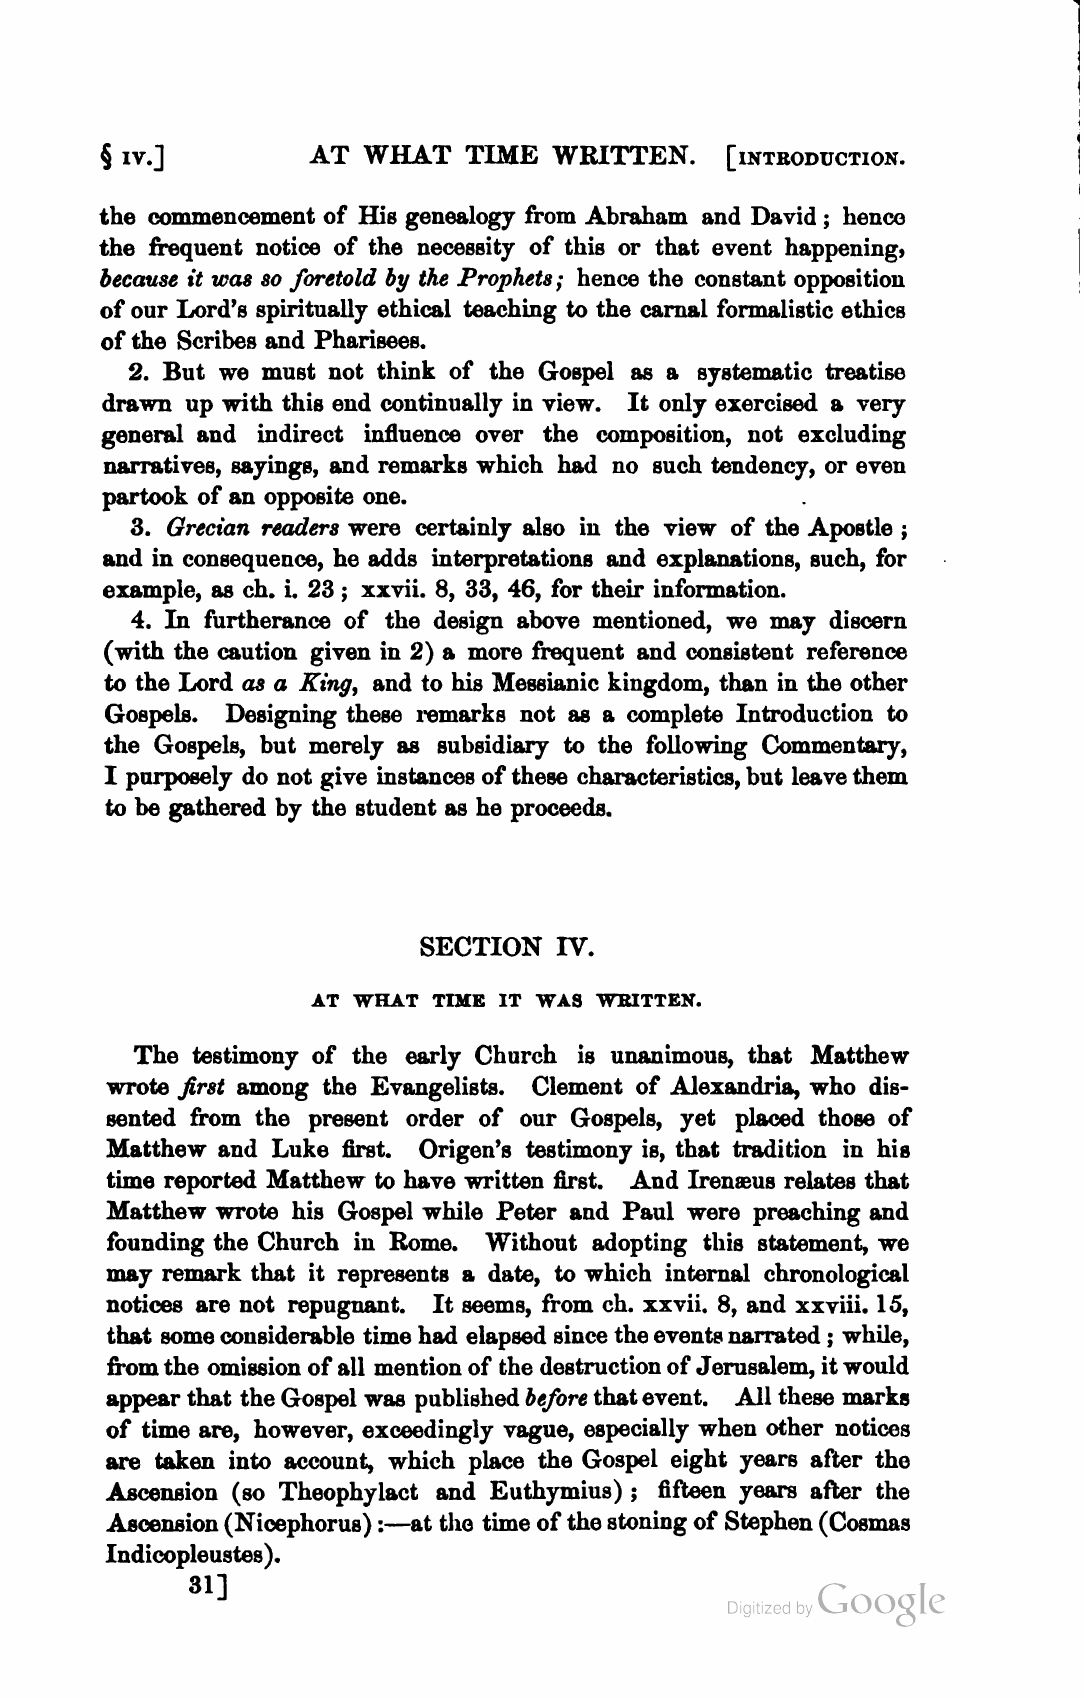 § IV.] AT WHAT TIME WRITTEN. [INTRODUCTION.
the commencement of His genealogy from Abraham and David ; hence
the frequent notice of the necessity of this or that event happening,
because it was so foretold by the Prophets; hence the constant opposition
of our Lord's spiritually ethical teaching to the carnal formalistic ethics
of the Scribes and Pharisees.
2. But we must not think of the Gospel as a systematic treatise
drawn up with this end continually in view. It only exercised a very
general and indirect influence over the composition, not excluding
narratives, sayings, and remarks which had no such tendency, or even
partook of an opposite one.
3. Grecian readers were certainly also in the view of the Apostle ;
and in consequence, he adds interpretations and explanations, such, for
example, as ch. i. 23 ; xxvii. 8, 33, 46, for their information.
4. In furtherance of the design above mentioned, we may discern
(with the caution given in 2) a more frequent and consistent reference
to the Lord as a King, and to his Messianic kingdom, than in the other
Gospels. Designing these remarks not as a complete Introduction to
the Gospels, but merely as subsidiary to the following Commentary,
I purposely do not give instances of these characteristics, but leave them
to be gathered by the student as he proceeds.
SECTION IV.
AT WHAT TIME IT WAS WRITTEN.
The testimony of the early Church is unanimous, that Matthew
wrote first among the Evangelists. Clement of Alexandria, who dis-
sented from the present order of our Gospels, yet placed those of
Matthew and Luke first. Origen's testimony is, that tradition in his
time reported Matthew to have written first. And Irenæus relates that
Matthew wrote his Gospel while Peter and Paul were preaching and
founding the Church in Rome. Without adopting this statement, we
may remark that it represents a date, to which internal chronological
notices are not repugnant. It seems, from ch. xxvii. 8, and xxviii. 15,
that some considerable time had elapsed since the events narrated ; while,
from the omission of all mention of the destruction of Jerusalem, it would
appear that the Gospel was published before that event. All these marks
of time are, however, exceedingly vague, especially when other notices
are taken into account, which place the Gospel eight years after the
Ascension (so Theophylact and Euthymius) ; fifteen years after the
Ascension (Nicephorus) :—at the time of the stoning of Stephen (Cosmas
Indicopleustes).
31]
Digitized by Google